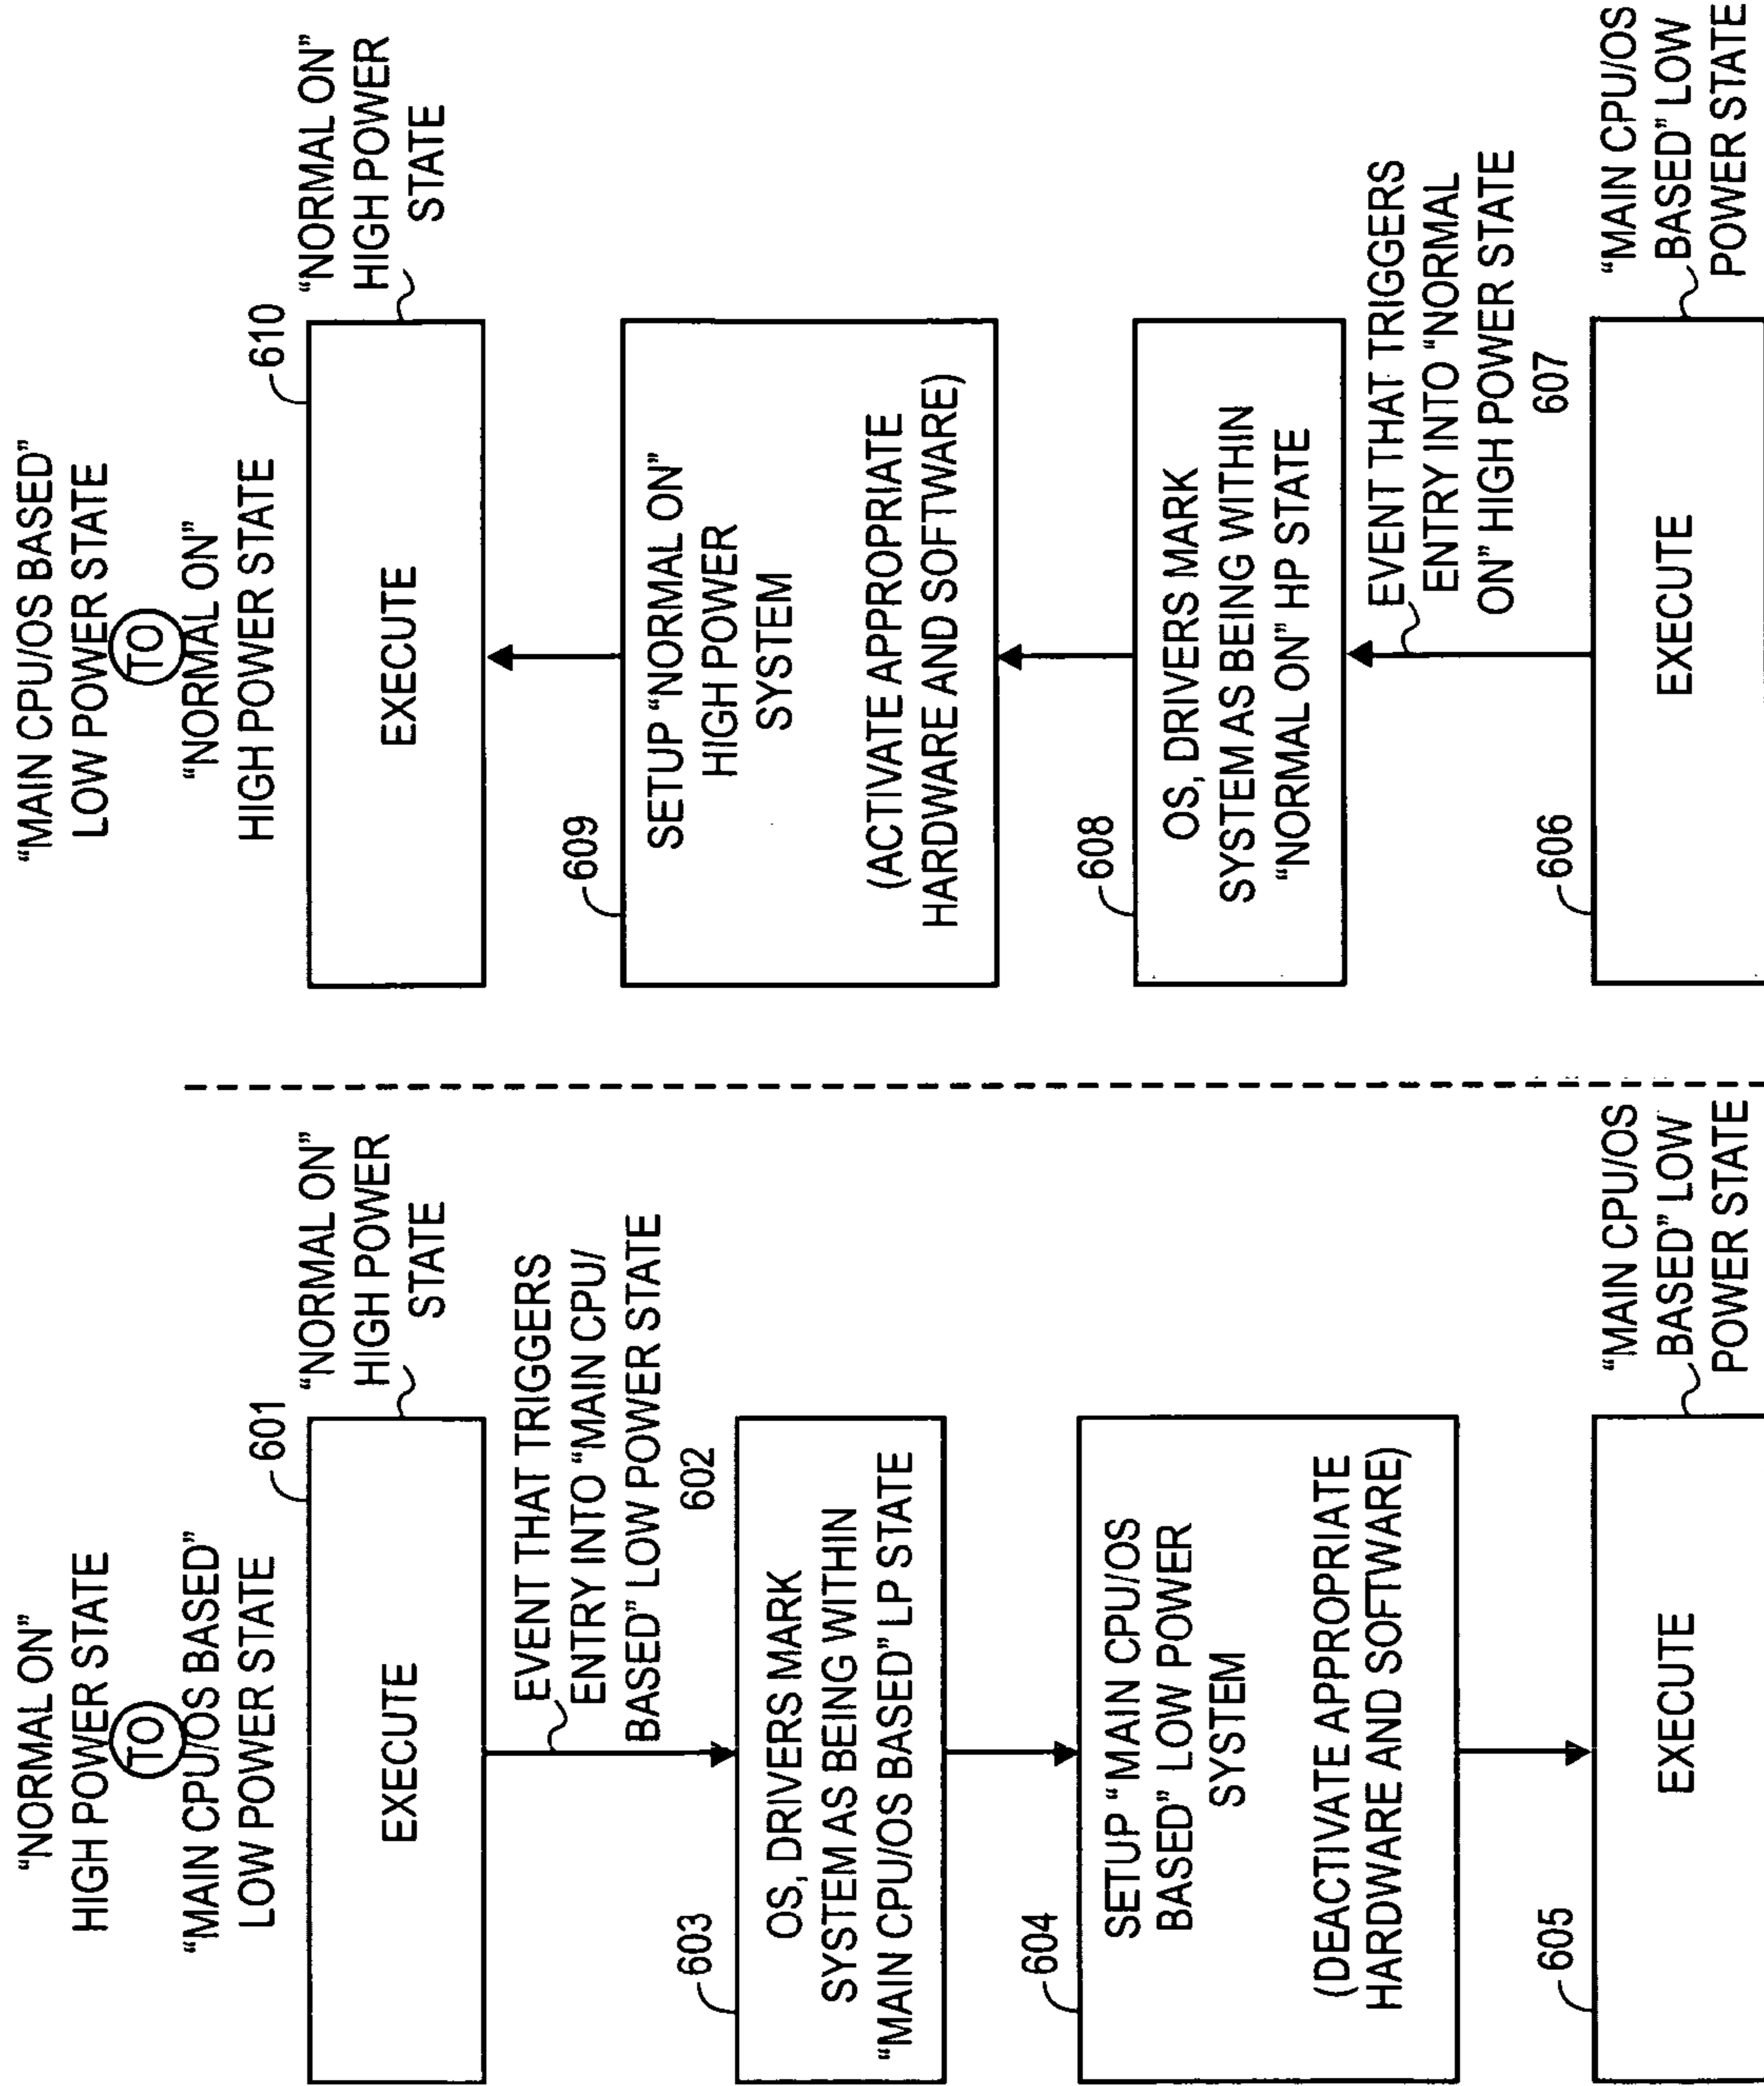 “NORMAL ON”
HIGH POWER STATE
TO
“MAIN CPU/OS BASED”
LOW POWER STATE
601
“NORMAL ON”
HIGH POWER
STATE
EXECUTE
EVENT THAT TRIGGERS
ENTRY INTO “MAIN CPU/
BASED” LOW POWER STATE
602
603
OS, DRIVERS MARK
SYSTEM AS BEING WITHIN
“MAIN CPU/OS BASED” LP STATE
604
SETUP “MAIN CPU/OS
BASED” LOW POWER
SYSTEM
(DEACTIVATE APPROPRIATE
HARDWARE AND SOFTWARE)
605
EXECUTE
“MAIN CPU/OS
BASED” LOW
POWER STATE
“MAIN CPU/OS BASED”
LOW POWER STATE
TO
“NORMAL ON”
HIGH POWER STATE
610
“NORMAL ON”
HIGH POWER
STATE
EXECUTE
609
SETUP “NORMAL ON”
HIGH POWER
SYSTEM
(ACTIVATE APPROPRIATE
HARDWARE AND SOFTWARE)
608
OS, DRIVERS MARK
SYSTEM AS BEING WITHIN
“NORMAL ON” HP STATE
EVENT THAT TRIGGERS
ENTRY INTO “NORMAL
ON” HIGH POWER STATE
607
606
EXECUTE
“MAIN CPU/OS
BASED” LOW
POWER STATE